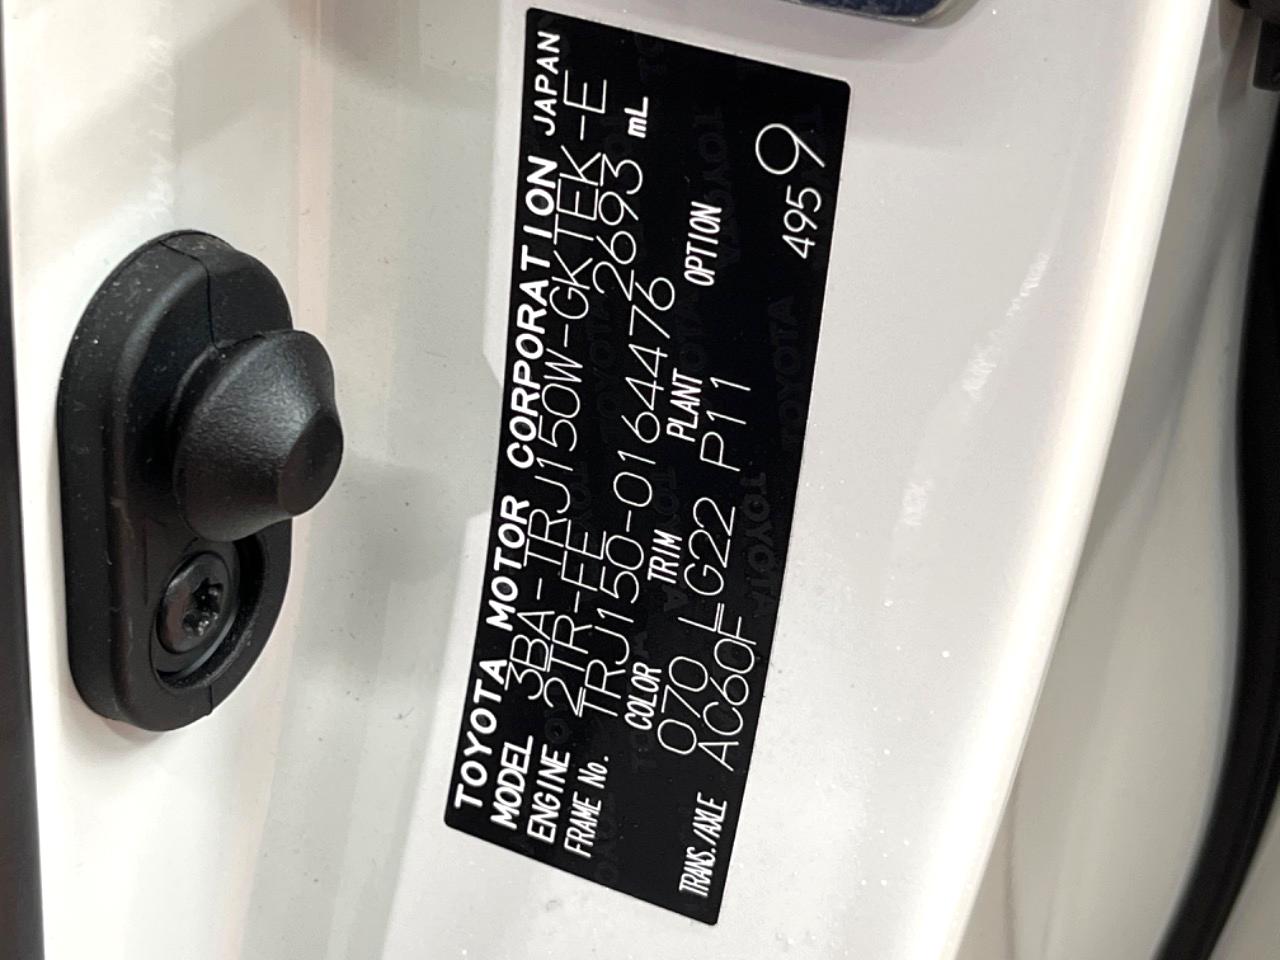 TOYOTA MOTOR CORPORATION JAPAN
MODEL 3BA-TRJ150W-GKTEK-E
ENGINE 2TR-FE 2693 mL
FRAME No. TRJ150-0164476
COLOR TRIM PLANT OPTION
070 LG22 P11
TRANS./AXLE AC60F 4959